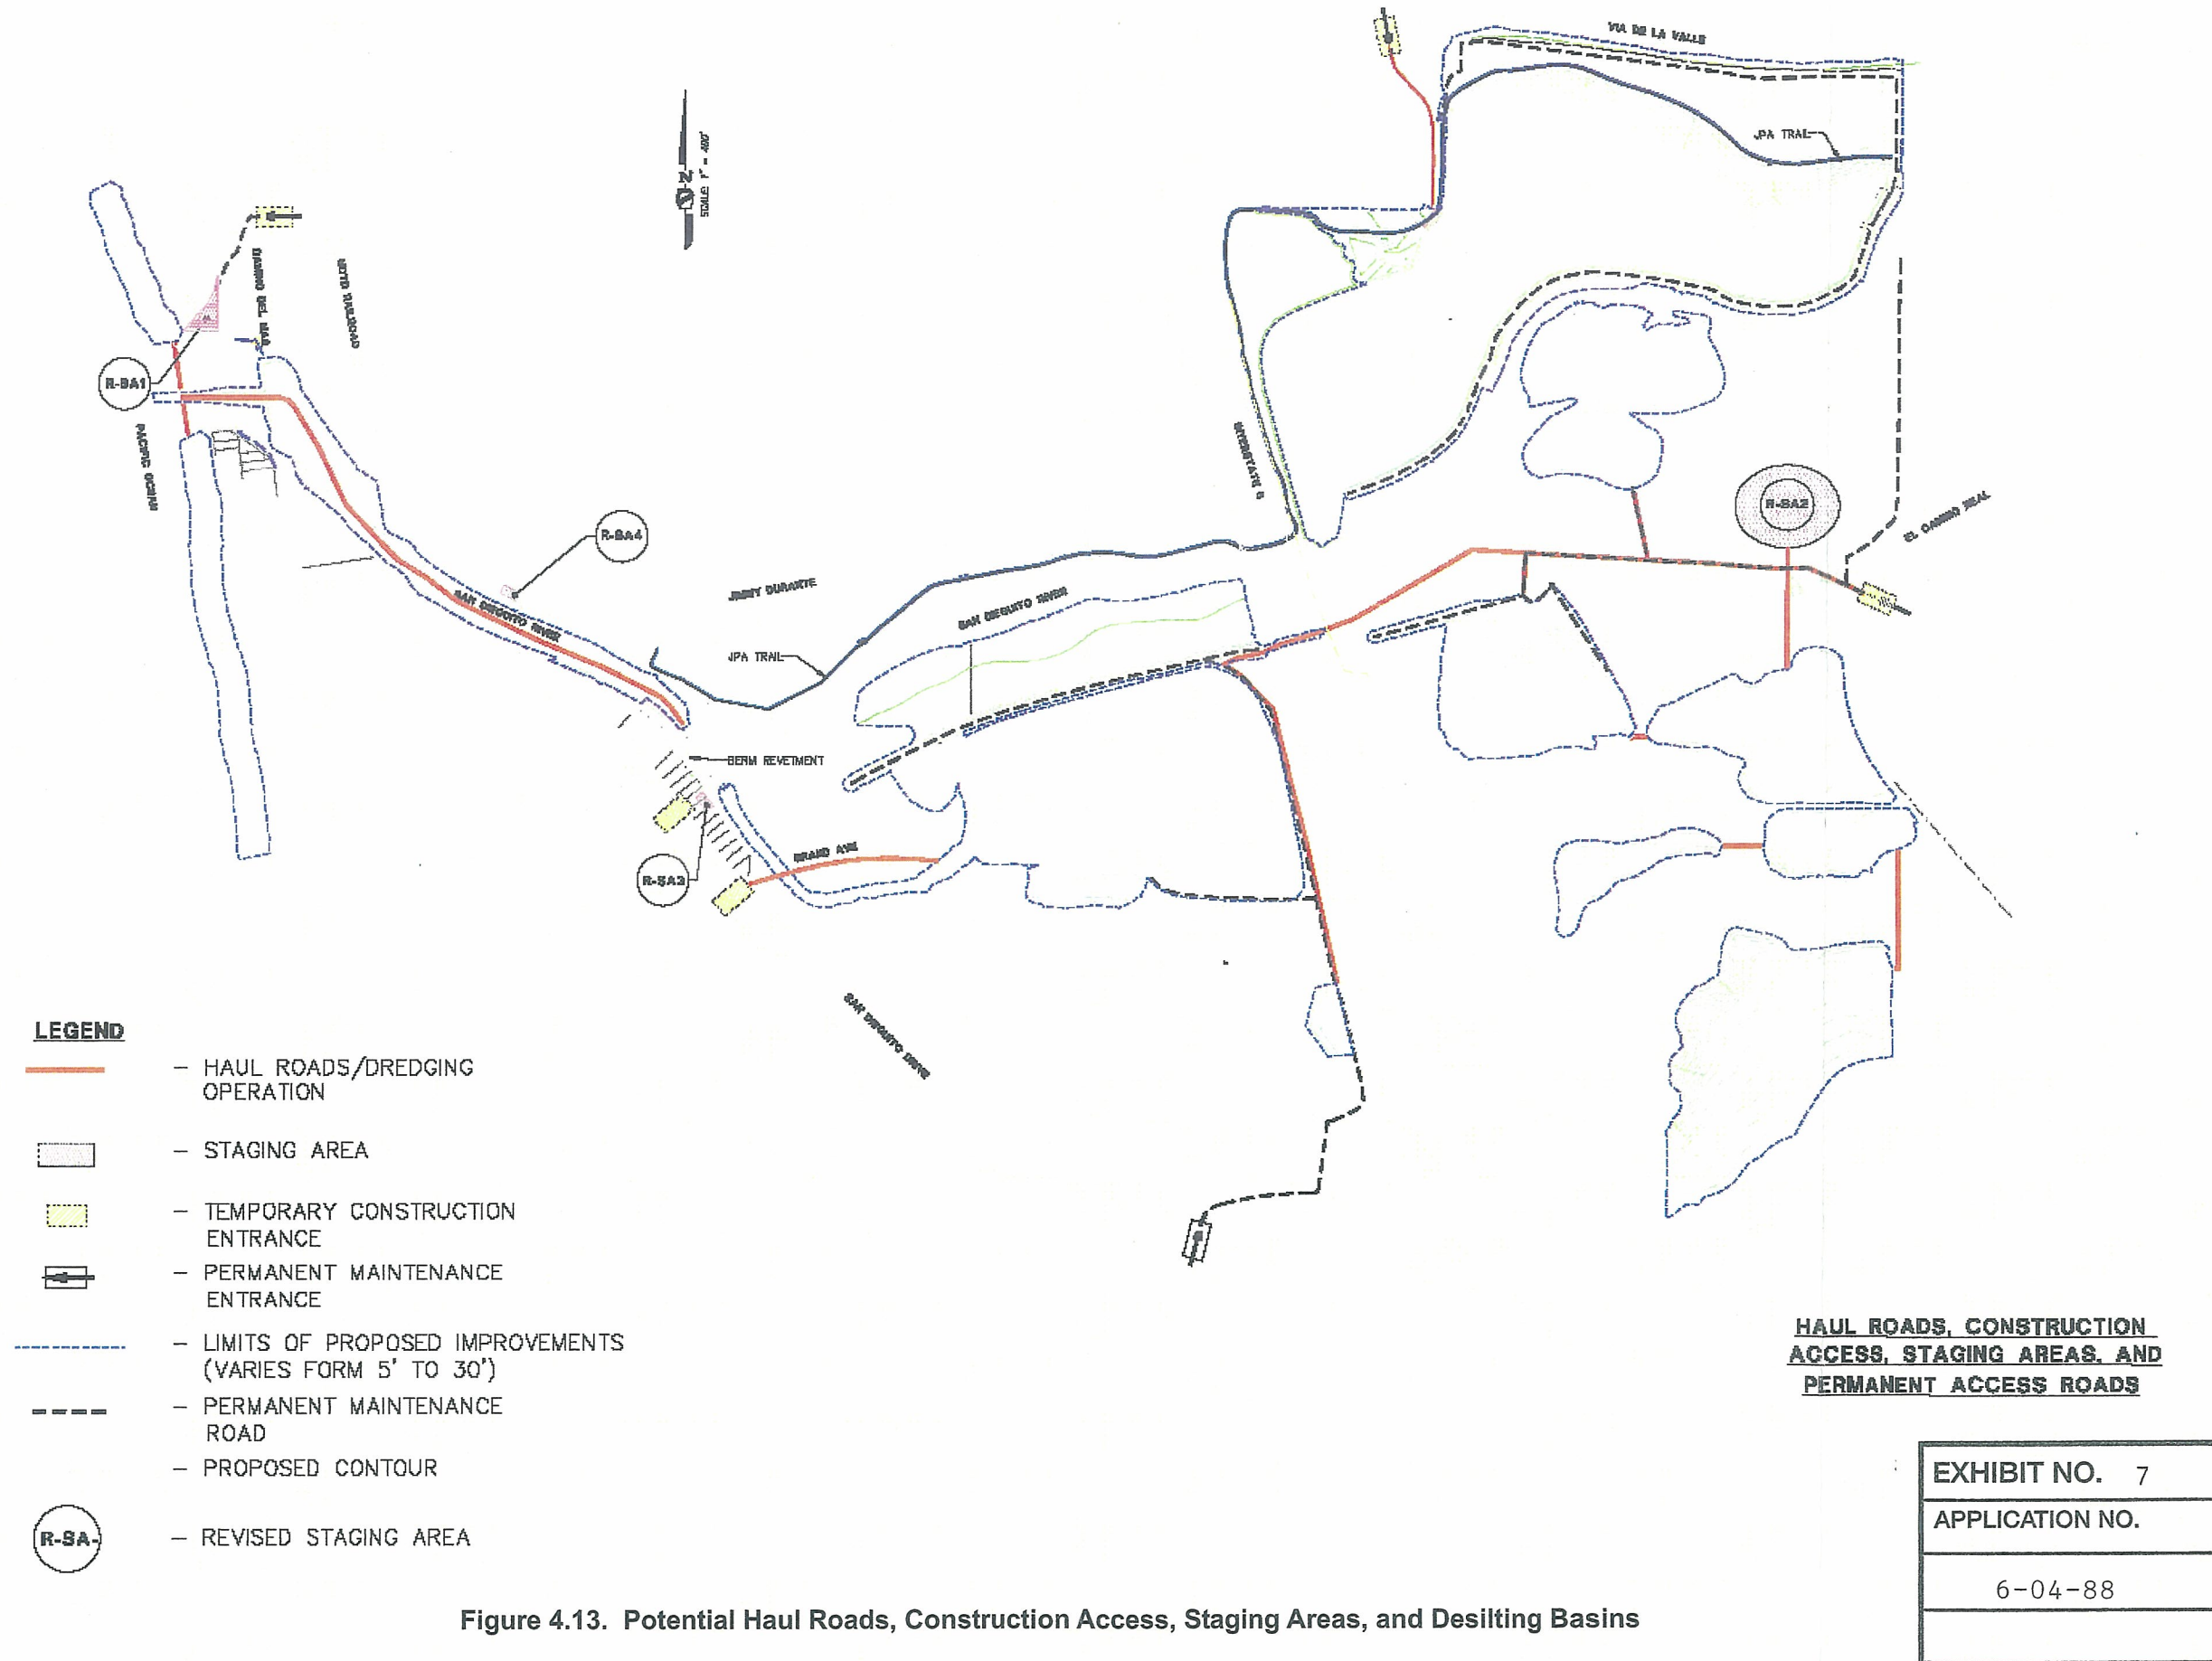 VIA DE LA VALLE
JPA TRAIL
SCALE: 1" = 400'
N
CAMINO DEL MAR
NCTD RAILROAD
R-SA1
PACIFIC OCEAN
INTERSTATE 5
R-SA2
EL CAMINO REAL
R-SA4
JIMMY DURANTE
SAN DIEGUITO RIVER
SAN DIEGUITO RIVER
JPA TRAIL
BERM REVETMENT
GRAND AVE
R-SA3
SAN DIEGUITO DRIVE
LEGEND
– HAUL ROADS/DREDGING
OPERATION
– STAGING AREA
– TEMPORARY CONSTRUCTION
ENTRANCE
– PERMANENT MAINTENANCE
ENTRANCE
– LIMITS OF PROPOSED IMPROVEMENTS
(VARIES FORM 5' TO 30')
– PERMANENT MAINTENANCE
ROAD
– PROPOSED CONTOUR
R-SA-
– REVISED STAGING AREA
HAUL ROADS, CONSTRUCTION
ACCESS, STAGING AREAS, AND
PERMANENT ACCESS ROADS
EXHIBIT NO. 7
APPLICATION NO.
6-04-88
Figure 4.13. Potential Haul Roads, Construction Access, Staging Areas, and Desilting Basins